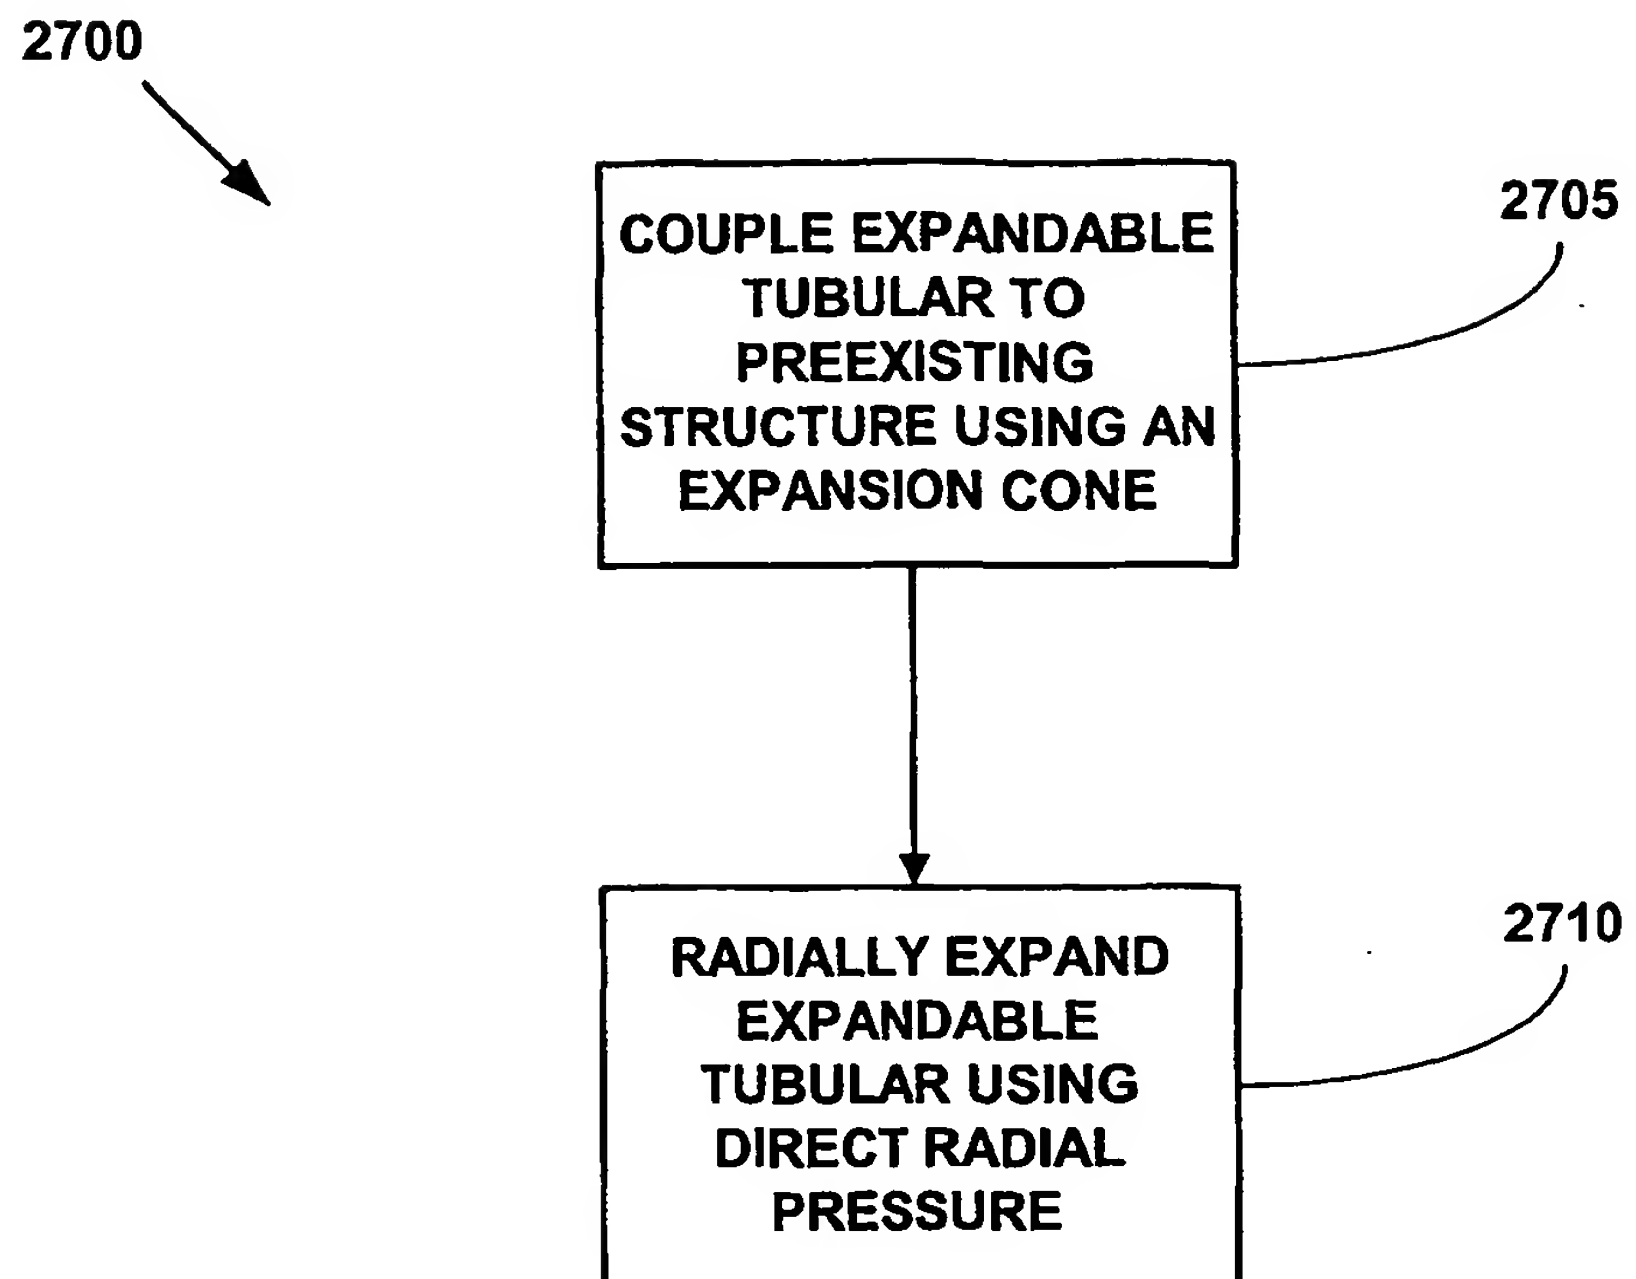 2700
COUPLE EXPANDABLE
TUBULAR TO
PREEXISTING
STRUCTURE USING AN
EXPANSION CONE
2705
RADIALLY EXPAND
EXPANDABLE
TUBULAR USING
DIRECT RADIAL
PRESSURE
2710